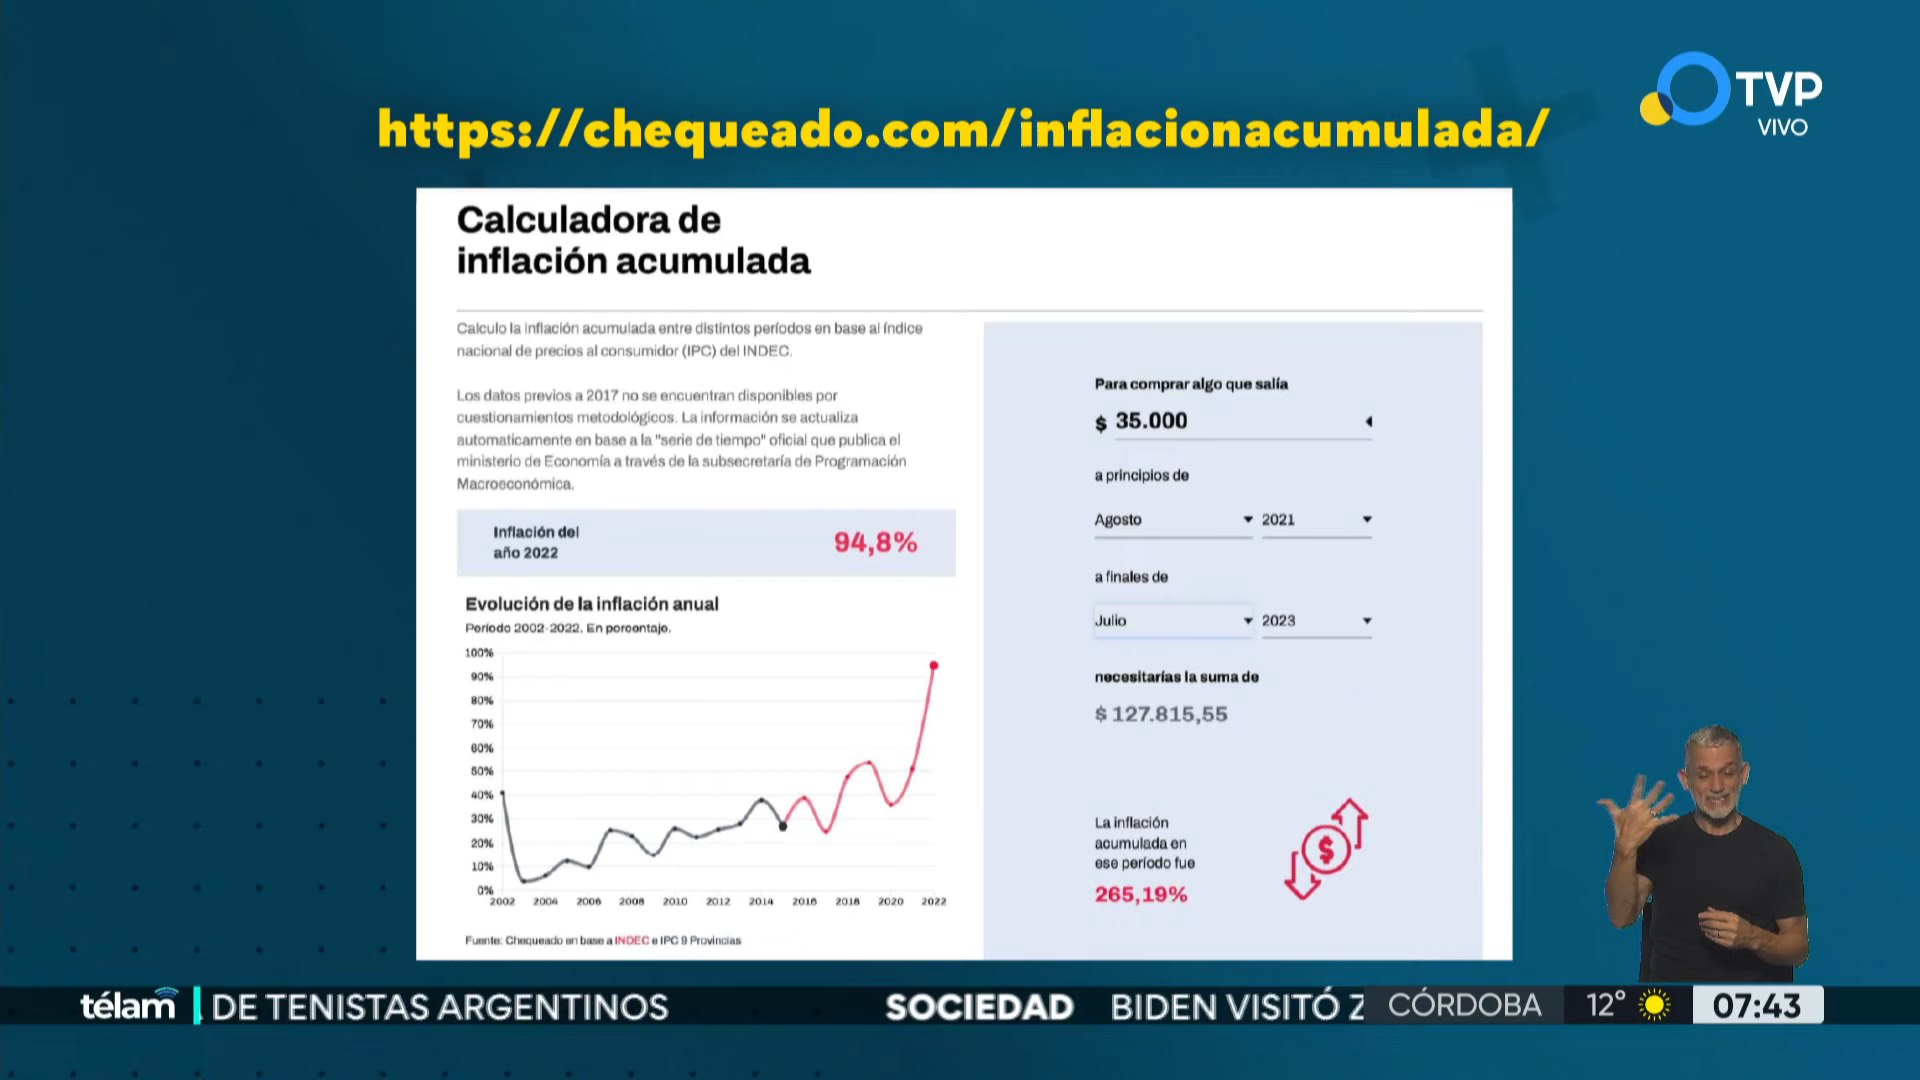 https://chequeado.com/inflacionacumulada/
TVP
VIVO
Calculadora de
inflación acumulada
Calculo la inflación acumulada entre distintos períodos en base al índice
nacional de precios al consumidor (IPC) del INDEC.
Los datos previos a 2017 no se encuentran disponibles por
cuestionamientos metodológicos. La información se actualiza
automaticamente en base a la "serie de tiempo" oficial que publica el
ministerio de Economía a través de la subsecretaría de Programación
Macroeconómica.
Inflación del
año 2022
94,8%
Evolución de la inflación anual
Período 2002-2022. En porcentaje.
100%
90%
80%
70%
60%
50%
40%
30%
20%
10%
0%
2002 2004 2006 2008 2010 2012 2014 2016 2018 2020 2022
Fuente: Chequeado en base a INDEC e IPC 9 Provincias
Para comprar algo que salía
$ 35.000
a principios de
Agosto 2021
a finales de
Julio 2023
necesitarías la suma de
$ 127.815,55
La inflación
acumulada en
ese período fue
265,19%
$
télam DE TENISTAS ARGENTINOS SOCIEDAD BIDEN VISITÓ Z CÓRDOBA 12° 07:43